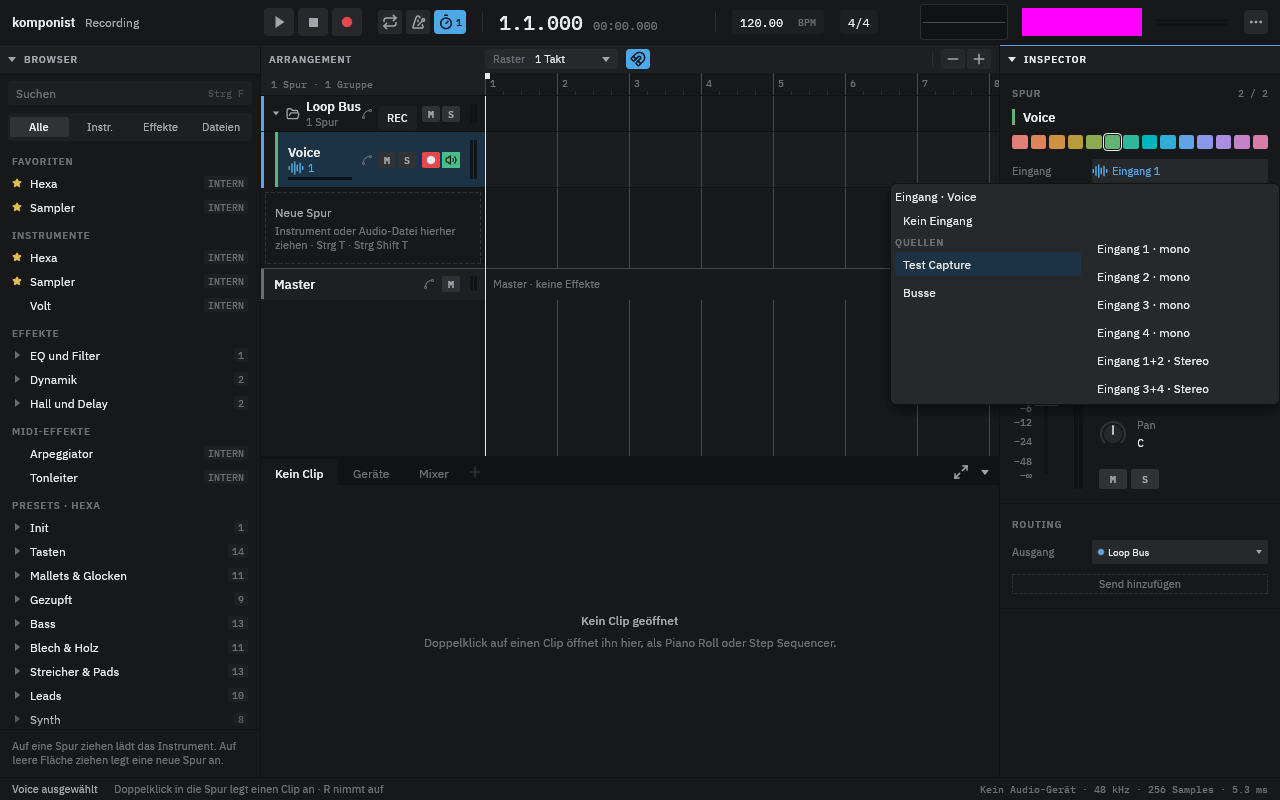 komponist Recording
1
1.1.000 00:00.000
120.00 BPM
4/4
BROWSER
Suchen Strg F
Alle Instr. Effekte Dateien
FAVORITEN
Hexa INTERN
Sampler INTERN
INSTRUMENTE
Hexa INTERN
Sampler INTERN
Volt INTERN
EFFEKTE
EQ und Filter 1
Dynamik 2
Hall und Delay 2
MIDI-EFFEKTE
Arpeggiator INTERN
Tonleiter INTERN
PRESETS · HEXA
Init 1
Tasten 14
Mallets & Glocken 11
Gezupft 9
Bass 13
Blech & Holz 11
Streicher & Pads 13
Leads 10
Synth 8
Auf eine Spur ziehen lädt das Instrument. Auf
leere Fläche ziehen legt eine neue Spur an.
ARRANGEMENT
Raster 1 Takt
1 Spur · 1 Gruppe
1 2 3 4 5 6 7 8
Loop Bus
1 Spur
REC M S
Voice
1
M S
Neue Spur
Instrument oder Audio-Datei hierher
ziehen · Strg T · Strg Shift T
Master M
Master · keine Effekte
Kein Clip Geräte Mixer
Kein Clip geöffnet
Doppelklick auf einen Clip öffnet ihn hier, als Piano Roll oder Step Sequencer.
INSPECTOR
SPUR 2 / 2
Voice
Eingang Eingang 1
Eingang · Voice
Kein Eingang
QUELLEN
Test Capture
Busse
Eingang 1 · mono
Eingang 2 · mono
Eingang 3 · mono
Eingang 4 · mono
Eingang 1+2 · Stereo
Eingang 3+4 · Stereo
−6
−12
−24
−48
−∞
Pan
C
M S
ROUTING
Ausgang Loop Bus
Send hinzufügen
Voice ausgewählt Doppelklick in die Spur legt einen Clip an · R nimmt auf
Kein Audio-Gerät · 48 kHz · 256 Samples · 5.3 ms